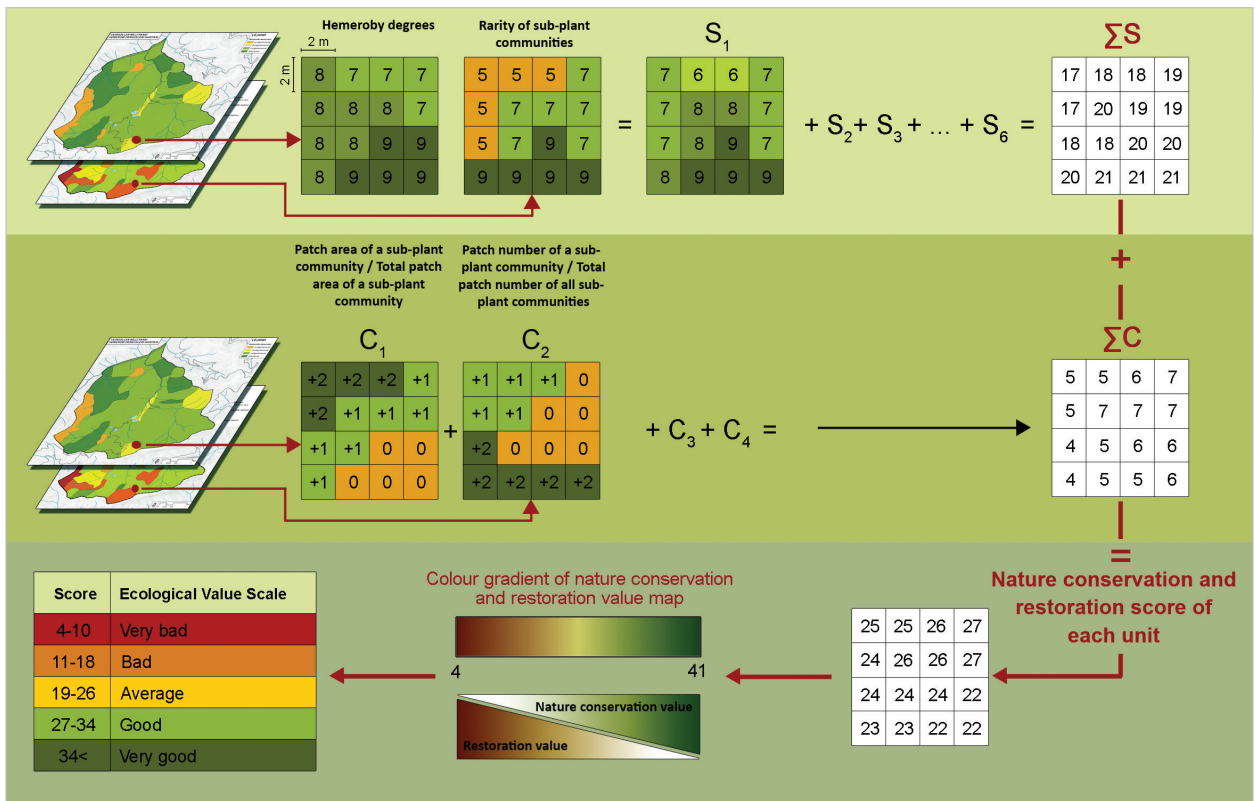 Hemeroby degrees
Rarity of sub-plant
communities
S1
∑S
2 m
2 m
8 7 7 7
8 8 8 7
8 8 9 9
8 9 9 9
5 5 5 7
5 7 7 7
5 7 9 7
9 9 9 9
=
7 6 6 7
7 8 8 7
7 8 9 7
8 9 9 9
+ S2 + S3 + ... + S6 =
17 18 18 19
17 20 19 19
18 18 20 20
20 21 21 21
+
Patch area of a sub-plant
community / Total patch
area of a sub-plant
community
Patch number of a sub-
plant community / Total
patch number of all sub-
plant communities
C1
C2
∑C
+2 +2 +2 +1
+2 +1 +1 +1
+1 +1 0 0
+1 0 0 0
+
+1 +1 +1 0
+1 +1 0 0
+2 0 0 0
+2 +2 +2 +2
+ C3 + C4 =
5 5 6 7
5 7 7 7
4 5 6 6
4 5 5 6
=
Nature conservation and
restoration score of
each unit
25 25 26 27
24 26 26 27
24 24 24 22
23 23 22 22
Colour gradient of nature conservation
and restoration value map
4 41
Nature conservation value
Restoration value
Score Ecological Value Scale
4-10 Very bad
11-18 Bad
19-26 Average
27-34 Good
34< Very good